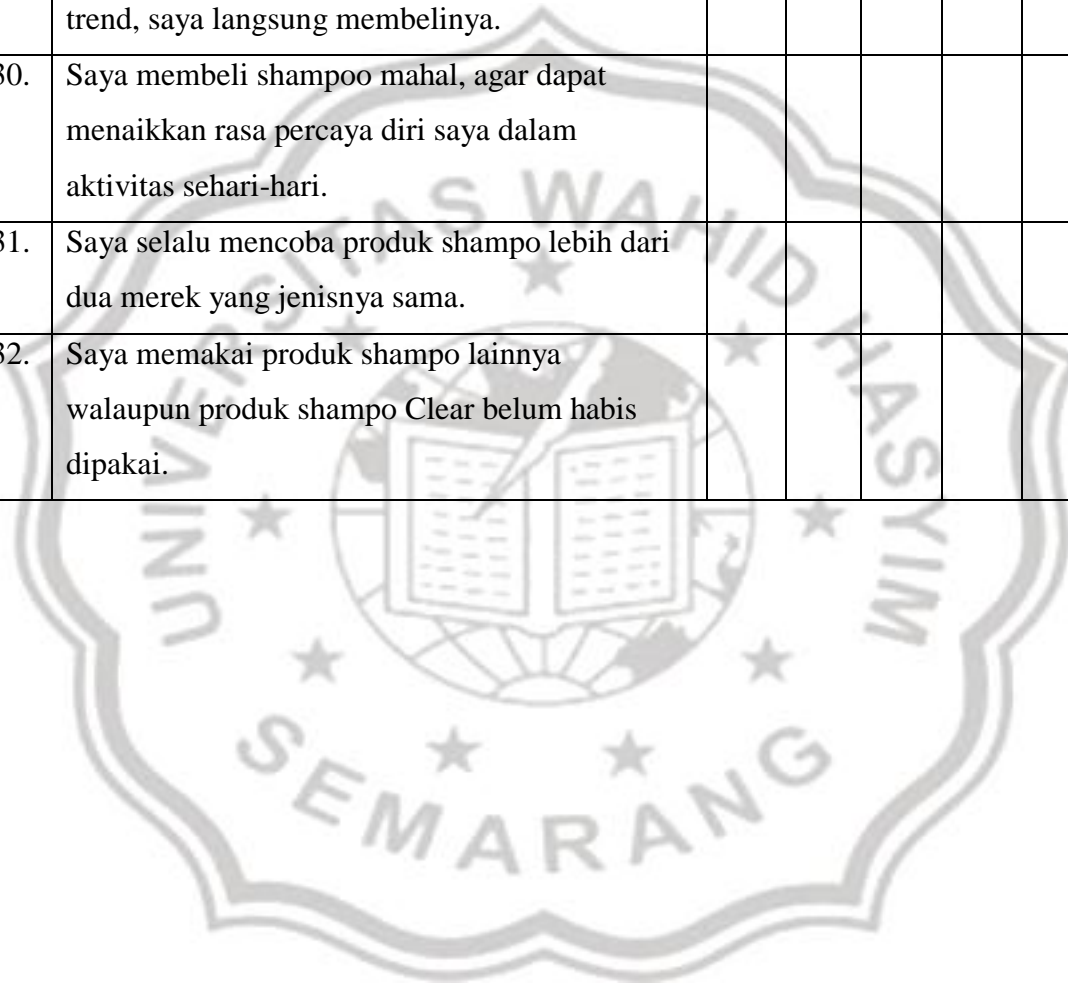 trend, saya langsung membelinya.
30. Saya membeli shampoo mahal, agar dapat
menaikkan rasa percaya diri saya dalam
aktivitas sehari-hari.
31. Saya selalu mencoba produk shampo lebih dari
dua merek yang jenisnya sama.
32. Saya memakai produk shampo lainnya
walaupun produk shampo Clear belum habis
dipakai.
UNIVERSITAS WAHID HASYIM
SEMARANG